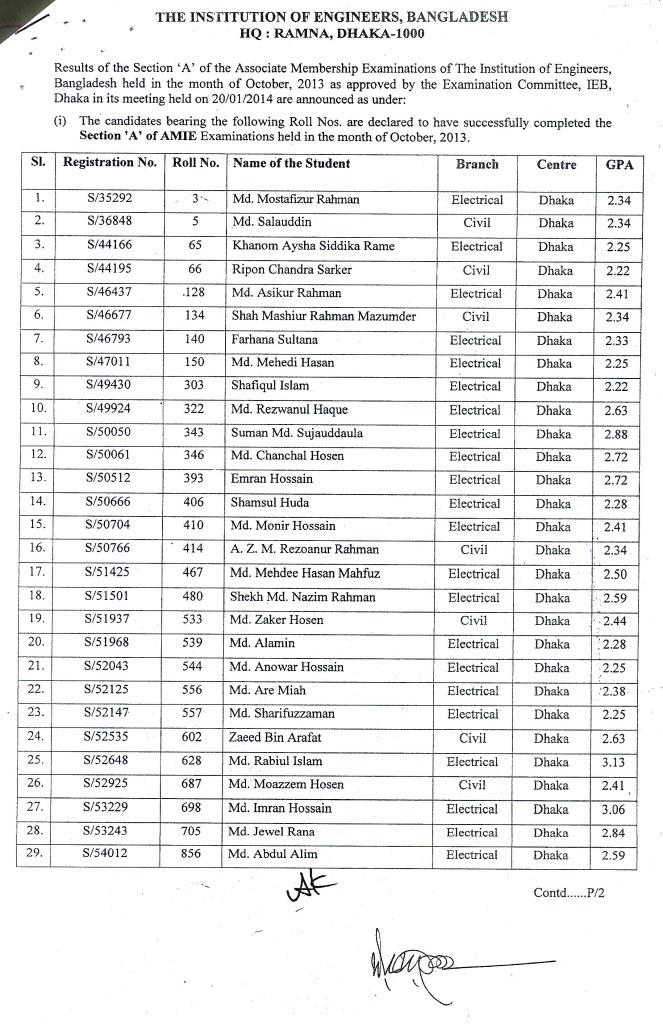 THE INSTITUTION OF ENGINEERS, BANGLADESH
HQ : RAMNA, DHAKA-1000
Results of the Section ‘A’ of the Associate Membership Examinations of The Institution of Engineers,
Bangladesh held in the month of October, 2013 as approved by the Examination Committee, IEB,
Dhaka in its meeting held on 20/01/2014 are announced as under:
(i) The candidates bearing the following Roll Nos. are declared to have successfully completed the
Section 'A' of AMIE Examinations held in the month of October, 2013.
Sl. Registration No. Roll No. Name of the Student Branch Centre GPA
1. S/35292 3 Md. Mostafizur Rahman Electrical Dhaka 2.34
2. S/36848 5 Md. Salauddin Civil Dhaka 2.34
3. S/44166 65 Khanom Aysha Siddika Rame Electrical Dhaka 2.25
4. S/44195 66 Ripon Chandra Sarker Civil Dhaka 2.22
5. S/46437 128 Md. Asikur Rahman Electrical Dhaka 2.41
6. S/46677 134 Shah Mashiur Rahman Mazumder Civil Dhaka 2.34
7. S/46793 140 Farhana Sultana Electrical Dhaka 2.33
8. S/47011 150 Md. Mehedi Hasan Electrical Dhaka 2.25
9. S/49430 303 Shafiqul Islam Electrical Dhaka 2.22
10. S/49924 322 Md. Rezwanul Haque Electrical Dhaka 2.63
11. S/50050 343 Suman Md. Sujauddaula Electrical Dhaka 2.88
12. S/50061 346 Md. Chanchal Hosen Electrical Dhaka 2.72
13. S/50512 393 Emran Hossain Electrical Dhaka 2.72
14. S/50666 406 Shamsul Huda Electrical Dhaka 2.28
15. S/50704 410 Md. Monir Hossain Electrical Dhaka 2.41
16. S/50766 414 A. Z. M. Rezoanur Rahman Civil Dhaka 2.34
17. S/51425 467 Md. Mehdee Hasan Mahfuz Electrical Dhaka 2.50
18. S/51501 480 Shekh Md. Nazim Rahman Electrical Dhaka 2.59
19. S/51937 533 Md. Zaker Hosen Civil Dhaka 2.44
20. S/51968 539 Md. Alamin Electrical Dhaka 2.28
21. S/52043 544 Md. Anowar Hossain Electrical Dhaka 2.25
22. S/52125 556 Md. Are Miah Electrical Dhaka 2.38
23. S/52147 557 Md. Sharifuzzaman Electrical Dhaka 2.25
24. S/52535 602 Zaeed Bin Arafat Civil Dhaka 2.63
25. S/52648 628 Md. Rabiul Islam Electrical Dhaka 3.13
26. S/52925 687 Md. Moazzem Hosen Civil Dhaka 2.41
27. S/53229 698 Md. Imran Hossain Electrical Dhaka 3.06
28. S/53243 705 Md. Jewel Rana Electrical Dhaka 2.84
29. S/54012 856 Md. Abdul Alim Electrical Dhaka 2.59
Contd......P/2